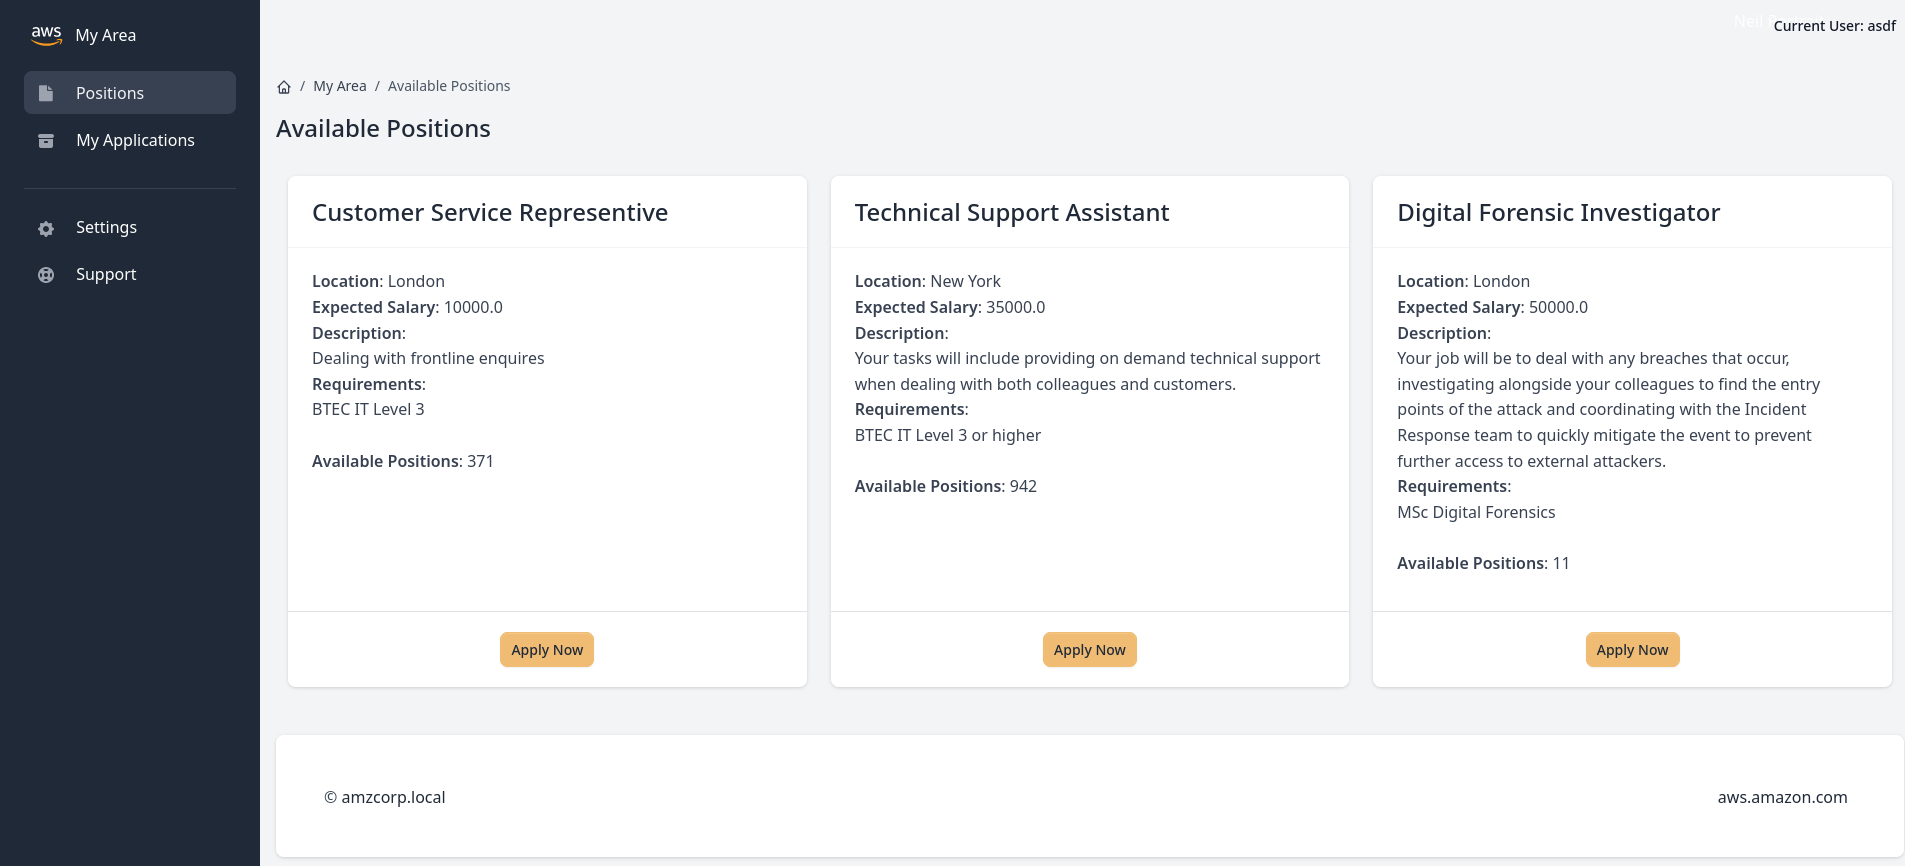 aws My Area
Positions
My Applications
Settings
Support
Neil
Current User: asdf
/ My Area / Available Positions
Available Positions
Customer Service Representive
Location: London
Expected Salary: 10000.0
Description:
Dealing with frontline enquires
Requirements:
BTEC IT Level 3
Available Positions: 371
Apply Now
Technical Support Assistant
Location: New York
Expected Salary: 35000.0
Description:
Your tasks will include providing on demand technical support
when dealing with both colleagues and customers.
Requirements:
BTEC IT Level 3 or higher
Available Positions: 942
Apply Now
Digital Forensic Investigator
Location: London
Expected Salary: 50000.0
Description:
Your job will be to deal with any breaches that occur,
investigating alongside your colleagues to find the entry
points of the attack and coordinating with the Incident
Response team to quickly mitigate the event to prevent
further access to external attackers.
Requirements:
MSc Digital Forensics
Available Positions: 11
Apply Now
© amzcorp.local
aws.amazon.com